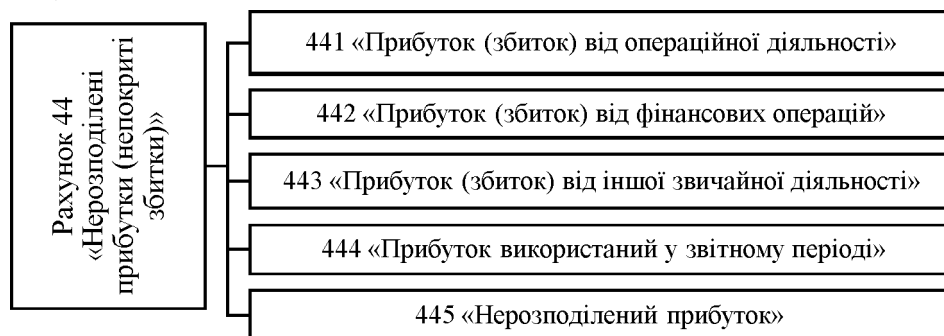 Рахунок 44
«Нерозподілені
прибутки (непокриті
збитки)»
441 «Прибуток (збиток) від операційної діяльності»
442 «Прибуток (збиток) від фінансових операцій»
443 «Прибуток (збиток) від іншої звичайної діяльності»
444 «Прибуток використаний у звітному періоді»
445 «Нерозподілений прибуток»